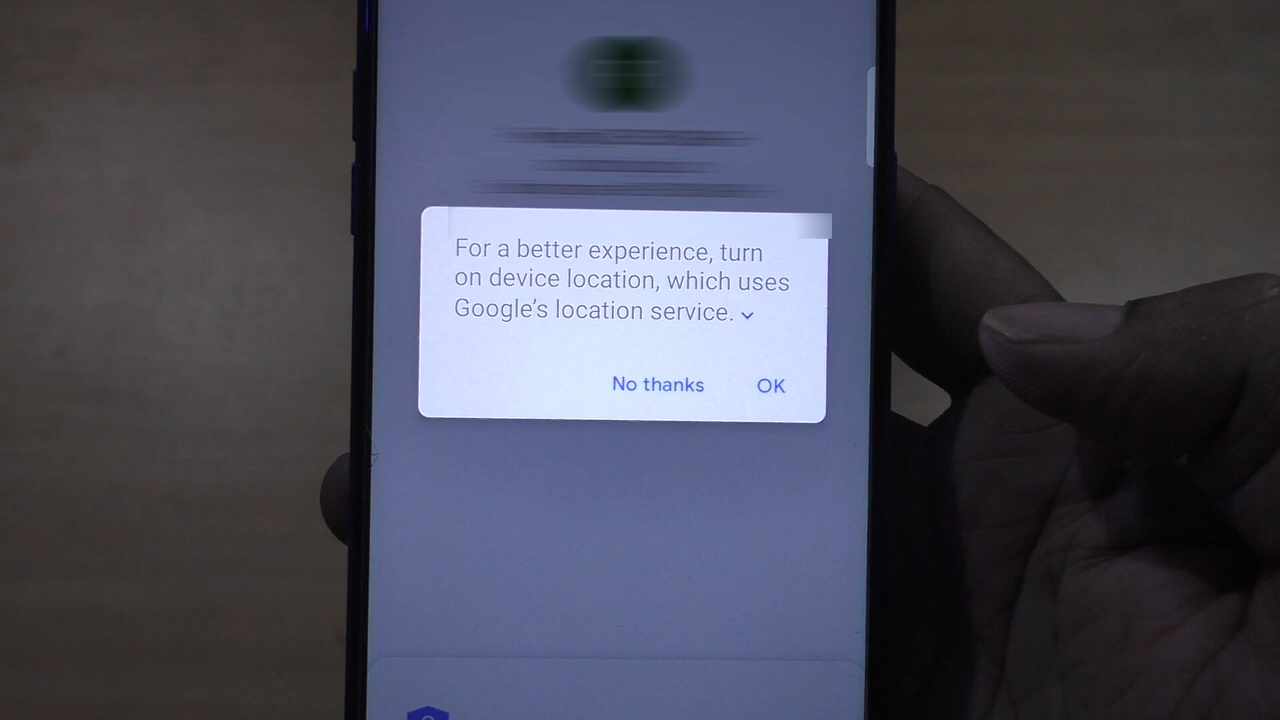 For a better experience, turn
on device location, which uses
Google’s location service.
No thanks
OK